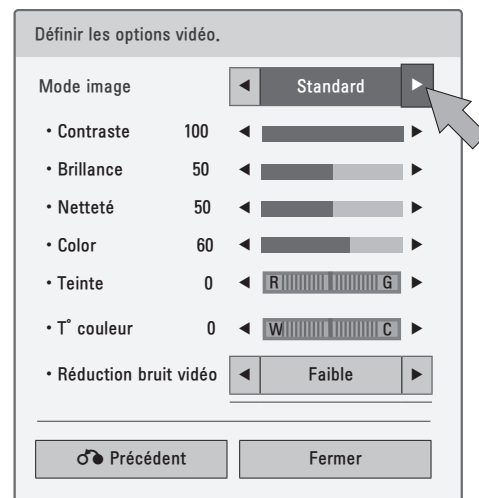 Définir les options vidéo.
Mode image ◄ Standard ►
• Contraste 100 ◄ ►
• Brillance 50 ◄ ►
• Netteté 50 ◄ ►
• Color 60 ◄ ►
• Teinte 0 ◄ R G ►
• T° couleur 0 ◄ W C ►
• Réduction bruit vidéo ◄ Faible ►
Précédent Fermer